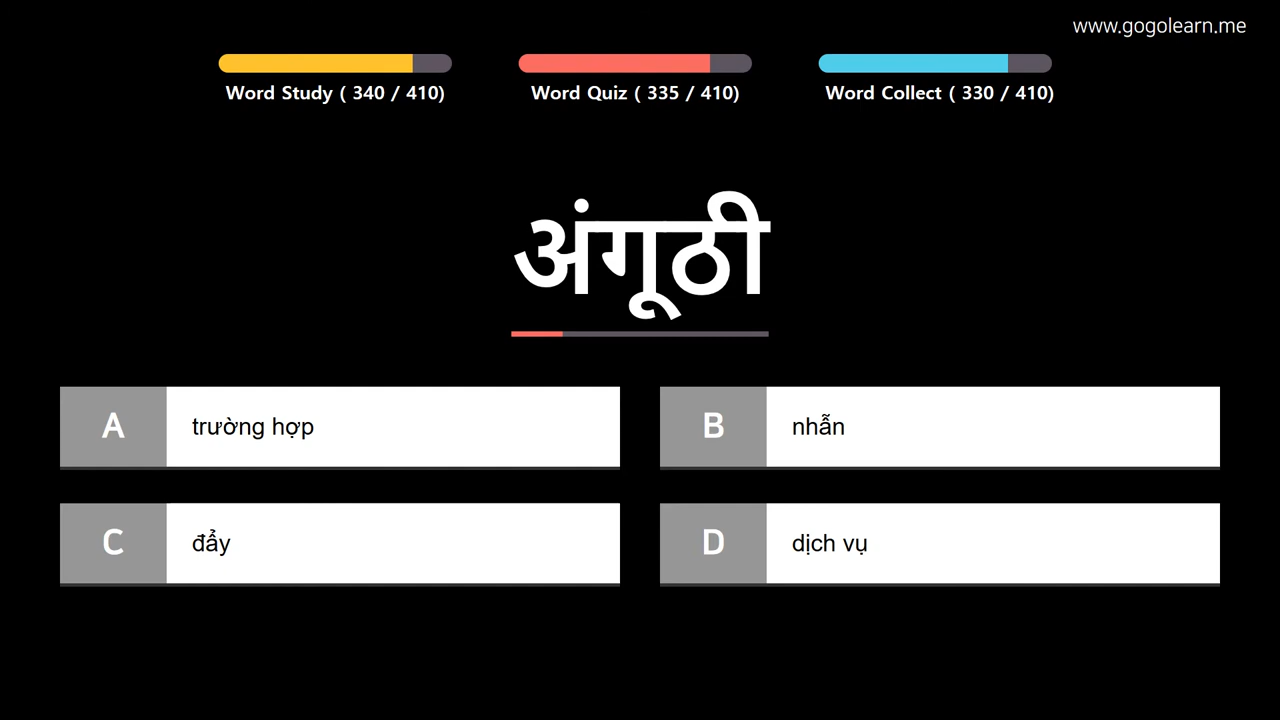 www.gogolearn.me
Word Study ( 340 / 410)
Word Quiz ( 335 / 410)
Word Collect ( 330 / 410)
अंगूठी
A
trường hợp
B
nhẫn
C
đẩy
D
dịch vụ